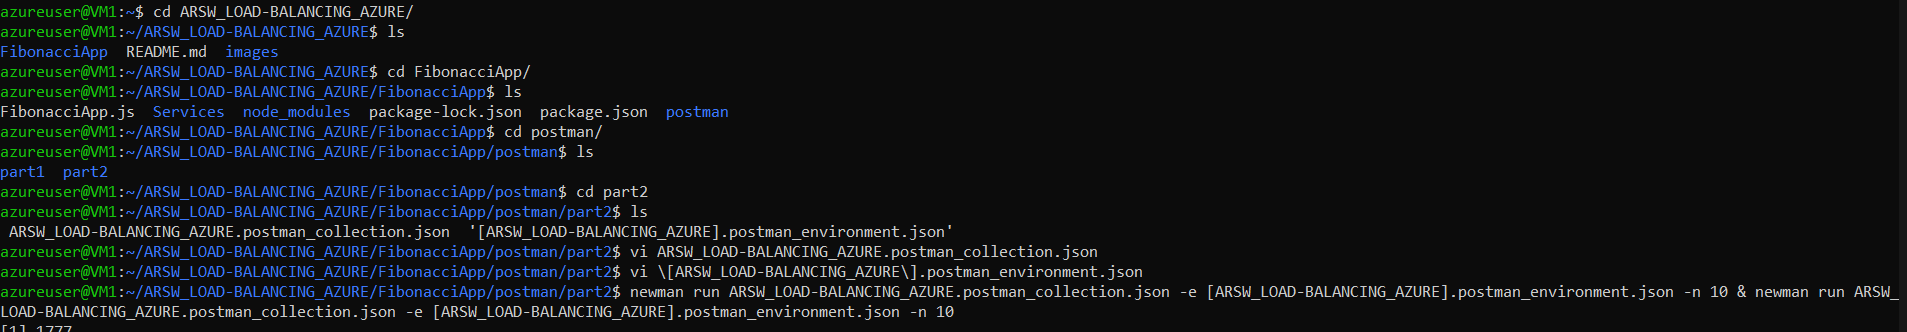 azureuser@VM1:~$ cd ARSW_LOAD-BALANCING_AZURE/
azureuser@VM1:~/ARSW_LOAD-BALANCING_AZURE$ ls
FibonacciApp  README.md  images
azureuser@VM1:~/ARSW_LOAD-BALANCING_AZURE$ cd FibonacciApp/
azureuser@VM1:~/ARSW_LOAD-BALANCING_AZURE/FibonacciApp$ ls
FibonacciApp.js  Services  node_modules  package-lock.json  package.json  postman
azureuser@VM1:~/ARSW_LOAD-BALANCING_AZURE/FibonacciApp$ cd postman/
azureuser@VM1:~/ARSW_LOAD-BALANCING_AZURE/FibonacciApp/postman$ ls
part1  part2
azureuser@VM1:~/ARSW_LOAD-BALANCING_AZURE/FibonacciApp/postman$ cd part2
azureuser@VM1:~/ARSW_LOAD-BALANCING_AZURE/FibonacciApp/postman/part2$ ls
 ARSW_LOAD-BALANCING_AZURE.postman_collection.json  '[ARSW_LOAD-BALANCING_AZURE].postman_environment.json'
azureuser@VM1:~/ARSW_LOAD-BALANCING_AZURE/FibonacciApp/postman/part2$ vi ARSW_LOAD-BALANCING_AZURE.postman_collection.json
azureuser@VM1:~/ARSW_LOAD-BALANCING_AZURE/FibonacciApp/postman/part2$ vi \[ARSW_LOAD-BALANCING_AZURE\].postman_environment.json
azureuser@VM1:~/ARSW_LOAD-BALANCING_AZURE/FibonacciApp/postman/part2$ newman run ARSW_LOAD-BALANCING_AZURE.postman_collection.json -e [ARSW_LOAD-BALANCING_AZURE].postman_environment.json -n 10 & newman run ARSW_
LOAD-BALANCING_AZURE.postman_collection.json -e [ARSW_LOAD-BALANCING_AZURE].postman_environment.json -n 10
[1] 1777